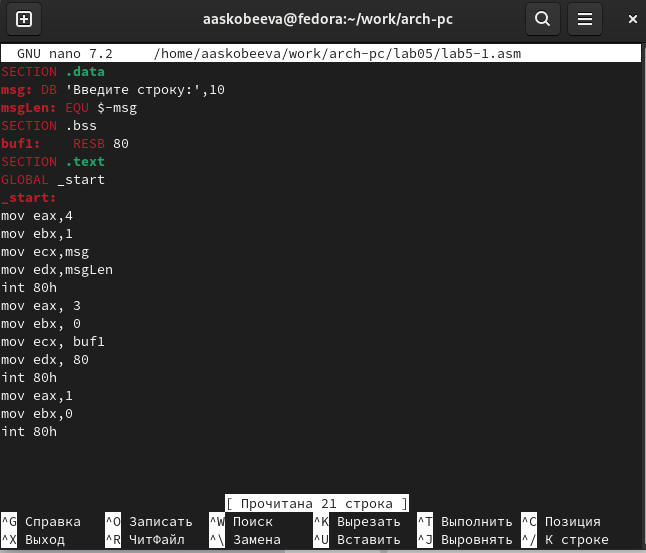 aaskobeeva@fedora:~/work/arch-pc
GNU nano 7.2 /home/aaskobeeva/work/arch-pc/lab05/lab5-1.asm
SECTION .data
msg: DB 'Введите строку:',10
msgLen: EQU $-msg
SECTION .bss
buf1: RESB 80
SECTION .text
GLOBAL _start
_start:
mov eax,4
mov ebx,1
mov ecx,msg
mov edx,msgLen
int 80h
mov eax, 3
mov ebx, 0
mov ecx, buf1
mov edx, 80
int 80h
mov eax,1
mov ebx,0
int 80h
[ Прочитана 21 строка ]
^G Справка ^O Записать ^W Поиск ^K Вырезать ^T Выполнить ^C Позиция
^X Выход ^R ЧитФайл ^\ Замена ^U Вставить ^J Выровнять ^/ К строке